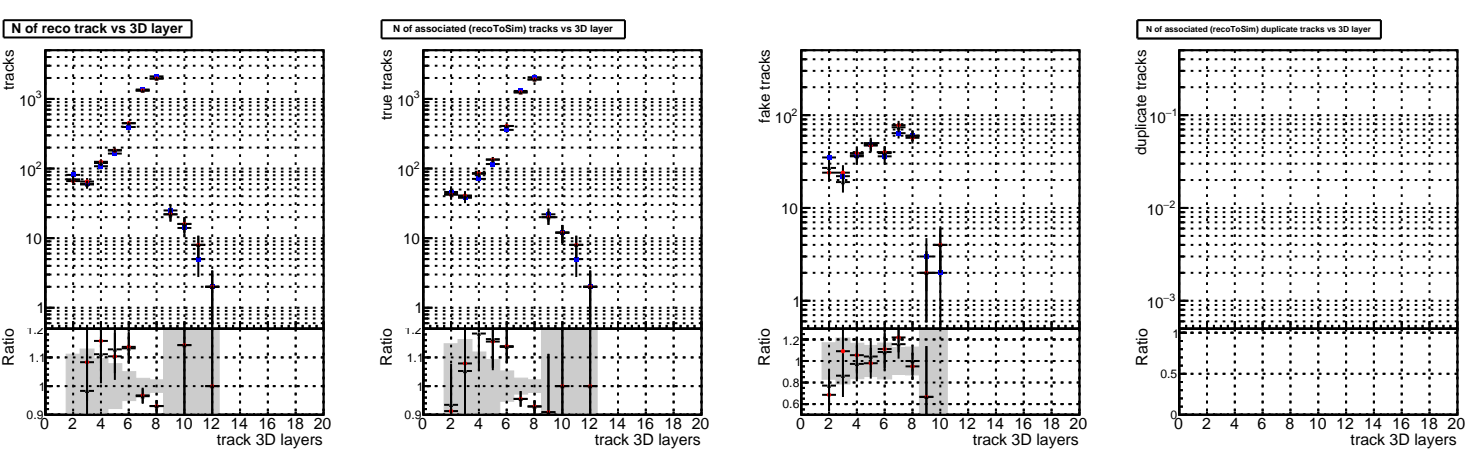 N of reco track vs 3D layer
tracks
10³
10²
10
1
1.2
1.1
1
0.9
Ratio
0 2 4 6 8 10 12 14 16 18 20
track 3D layers
N of associated (recoToSim) tracks vs 3D layer
true tracks
10³
10²
10
1
1.2
1.1
1
0.9
Ratio
0 2 4 6 8 10 12 14 16 18 20
track 3D layers
fake tracks
10²
10
1
1.2
1
0.8
0.6
Ratio
0 2 4 6 8 10 12 14 16 18 20
track 3D layers
N of associated (recoToSim) duplicate tracks vs 3D layer
duplicate tracks
10⁻¹
10⁻²
10⁻³
1
0.5
0
Ratio
0 2 4 6 8 10 12 14 16 18 20
track 3D layers